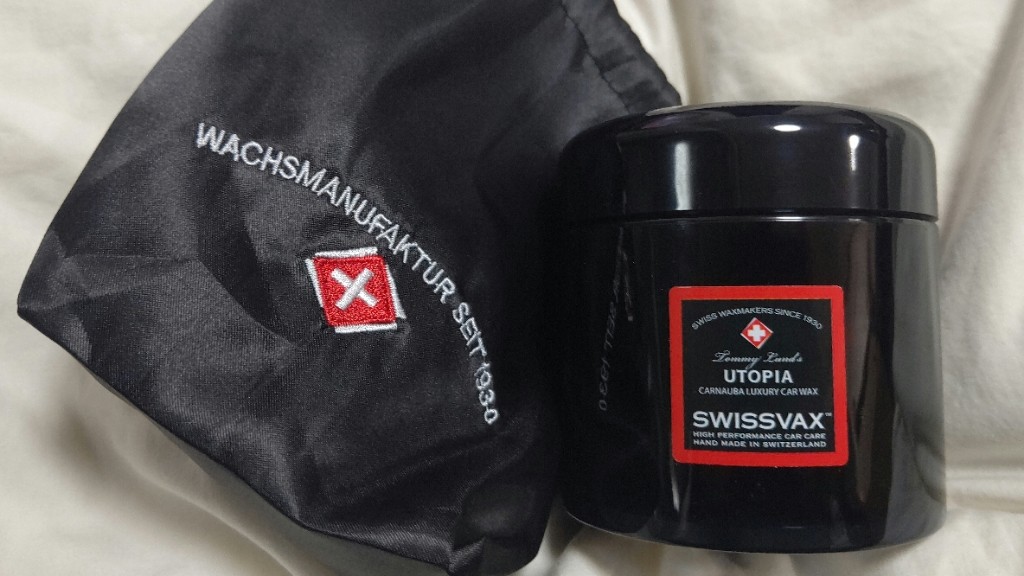 WACHSMANUFAKTUR SEIT 1930
SWISS WAXMAKERS SINCE 1930
Tommy Land's
UTOPIA
CARNAUBA LUXURY CAR WAX
SWISSVAX™
HIGH PERFORMANCE CAR CARE
HAND MADE IN SWITZERLAND